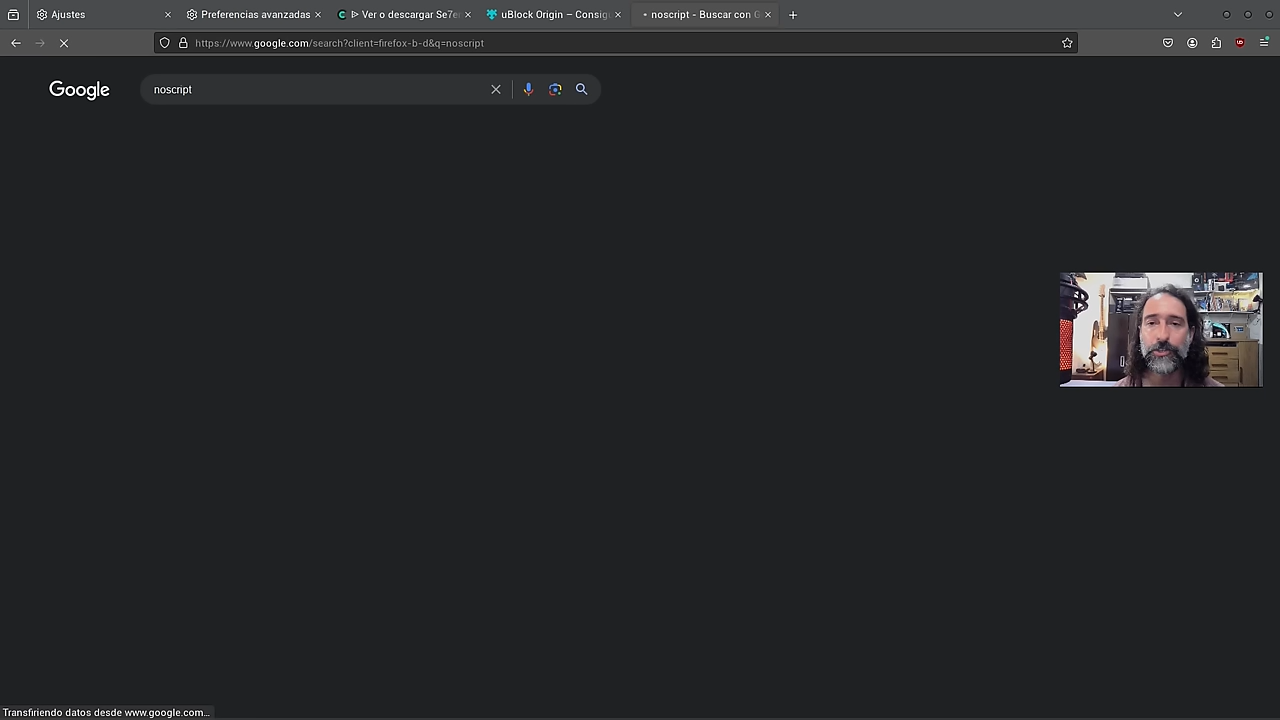 Ajustes
Preferencias avanzadas
Ver o descargar Se7e
uBlock Origin – Consig
noscript - Buscar con G
https://www.google.com/search?client=firefox-b-d&q=noscript
Google
noscript
Transfiriendo datos desde www.google.com…